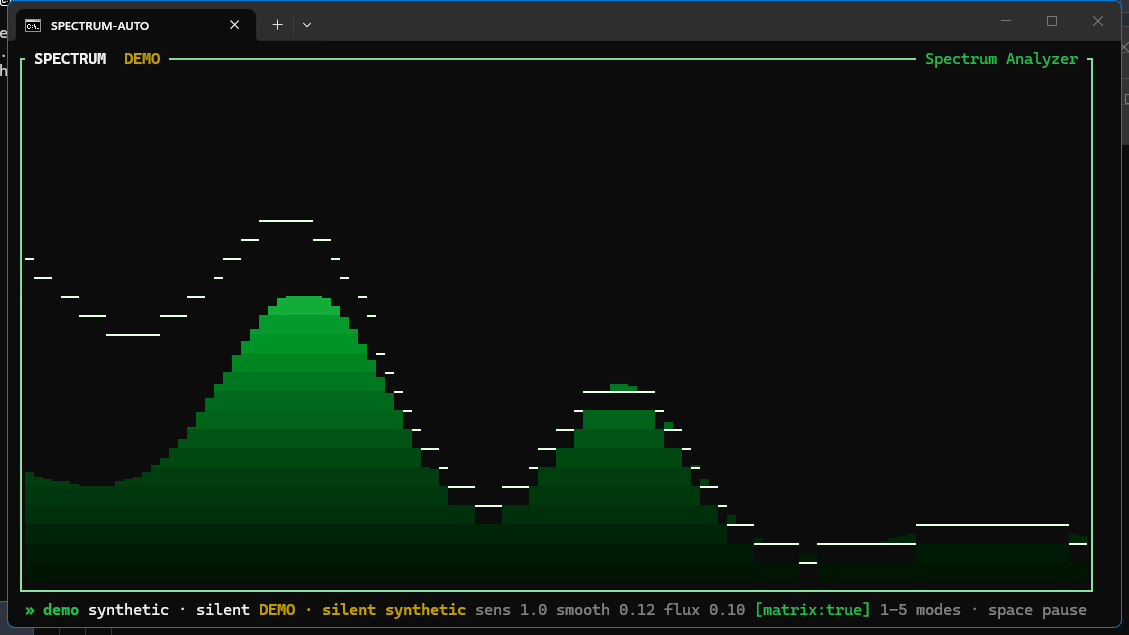 SPECTRUM-AUTO
SPECTRUM DEMO Spectrum Analyzer
» demo synthetic · silent DEMO · silent synthetic sens 1.0 smooth 0.12 flux 0.10 [matrix:true] 1-5 modes · space pause